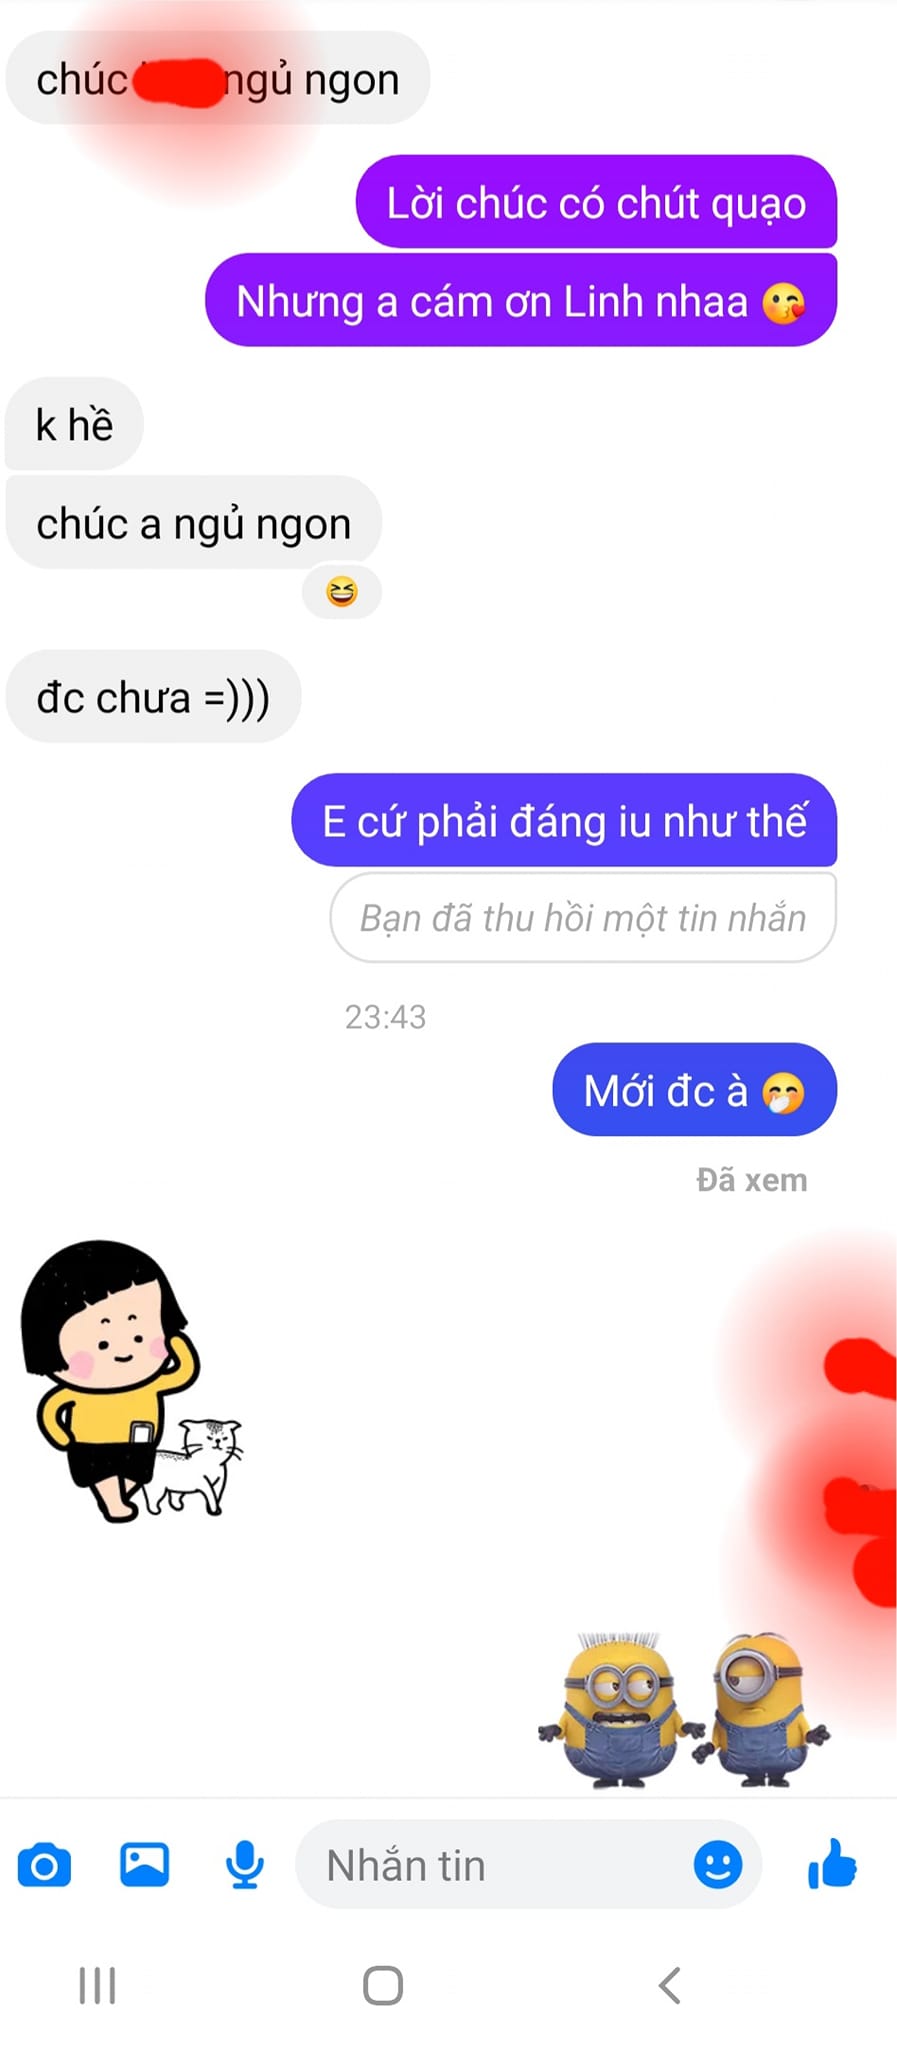 chúc ngủ ngon
Lời chúc có chút quạo
Nhưng a cám ơn Linh nhaa 😘
k hề
chúc a ngủ ngon
😆
đc chưa =)))
E cứ phải đáng iu như thế
Bạn đã thu hồi một tin nhắn
23:43
Mới đc à 🤭
Đã xem
Nhắn tin